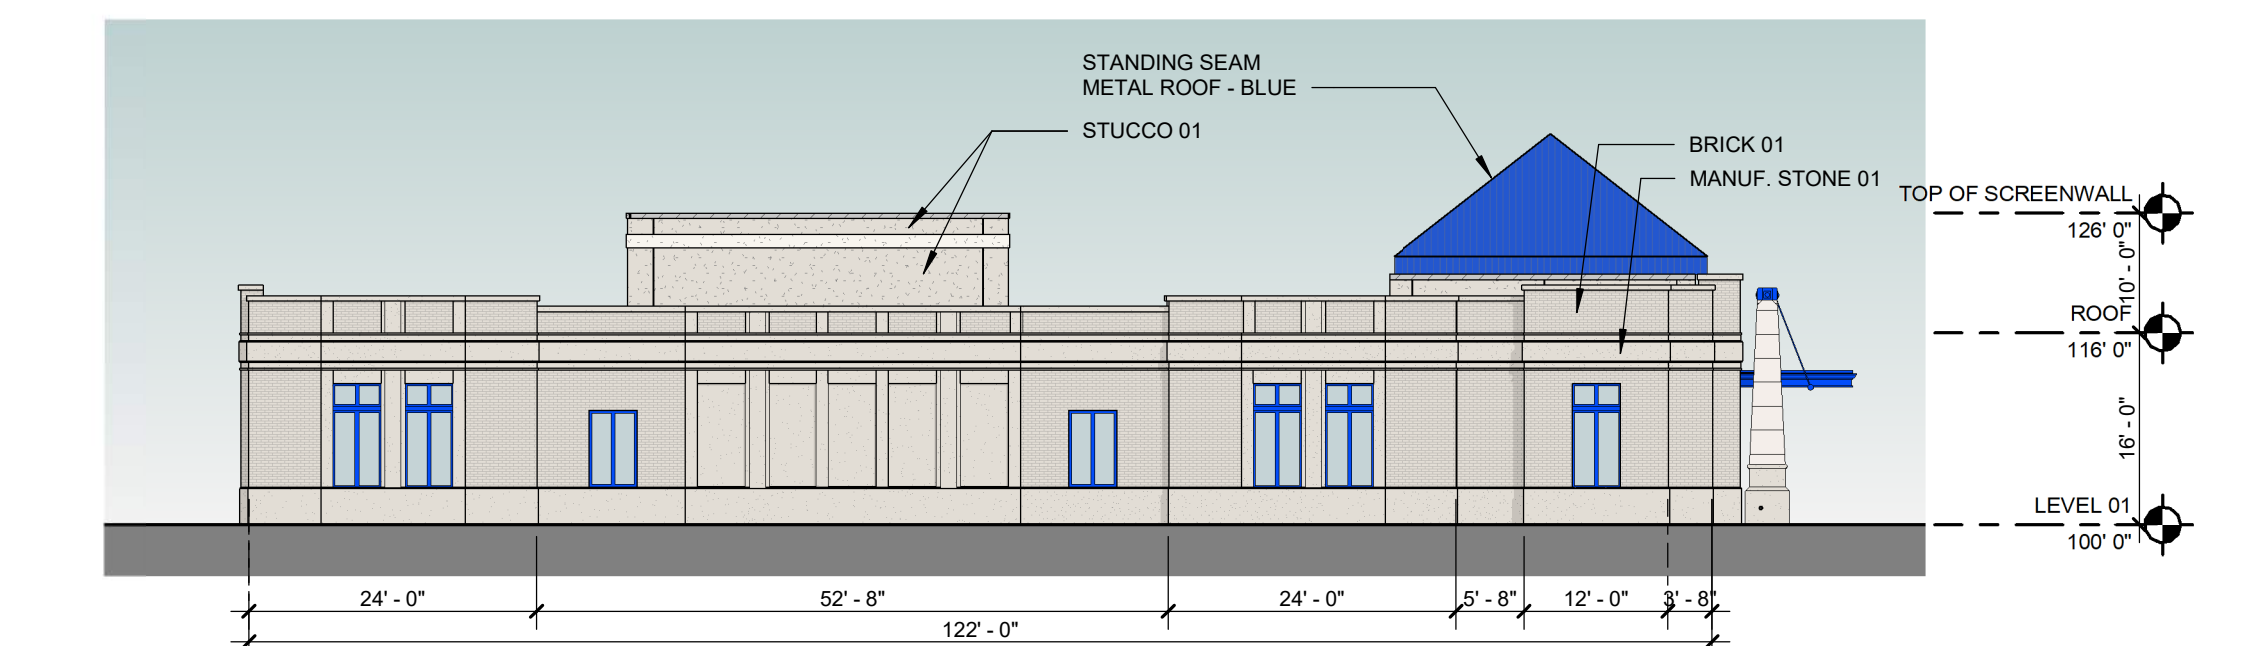 STANDING SEAM
METAL ROOF - BLUE
STUCCO 01
BRICK 01
MANUF. STONE 01
TOP OF SCREENWALL
126' 0"
10' - 0"
ROOF
116' 0"
16' - 0"
LEVEL 01
100' 0"
24' - 0"
52' - 8"
24' - 0"
5' - 8"
12' - 0"
3' - 8"
122' - 0"